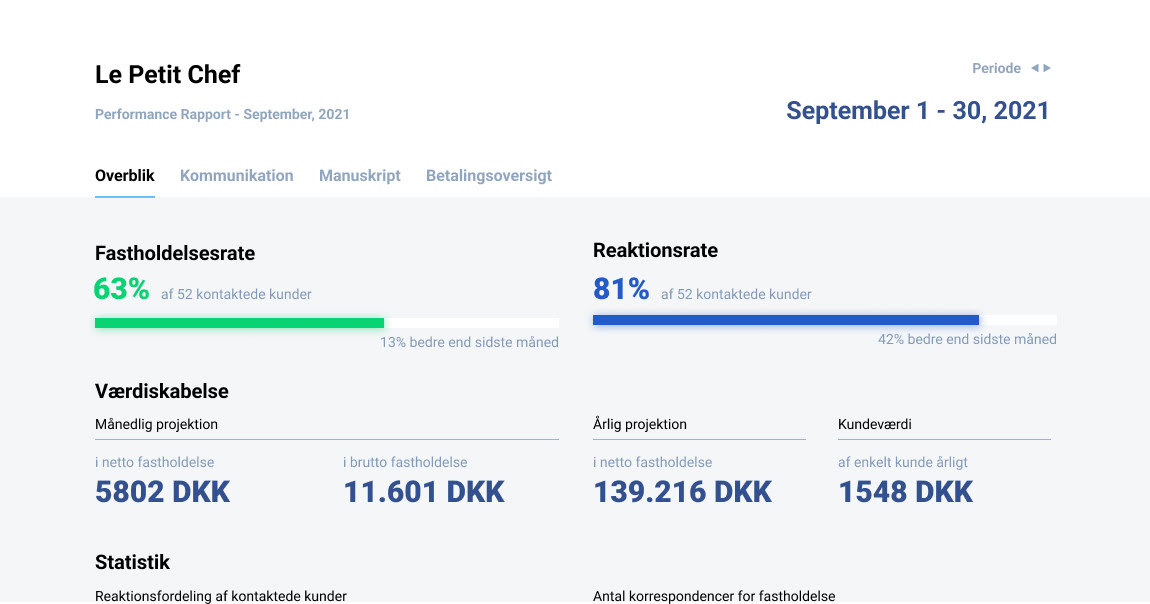 Le Petit Chef
Periode
Performance Rapport - September, 2021
September 1 - 30, 2021
Overblik Kommunikation Manuskript Betalingsoversigt
Fastholdelsesrate
63% af 52 kontaktede kunder
13% bedre end sidste måned
Reaktionsrate
81% af 52 kontaktede kunder
42% bedre end sidste måned
Værdiskabelse
Månedlig projektion
i netto fastholdelse
5802 DKK
i brutto fastholdelse
11.601 DKK
Årlig projektion
i netto fastholdelse
139.216 DKK
Kundeværdi
af enkelt kunde årligt
1548 DKK
Statistik
Reaktionsfordeling af kontaktede kunder
Antal korrespondencer for fastholdelse